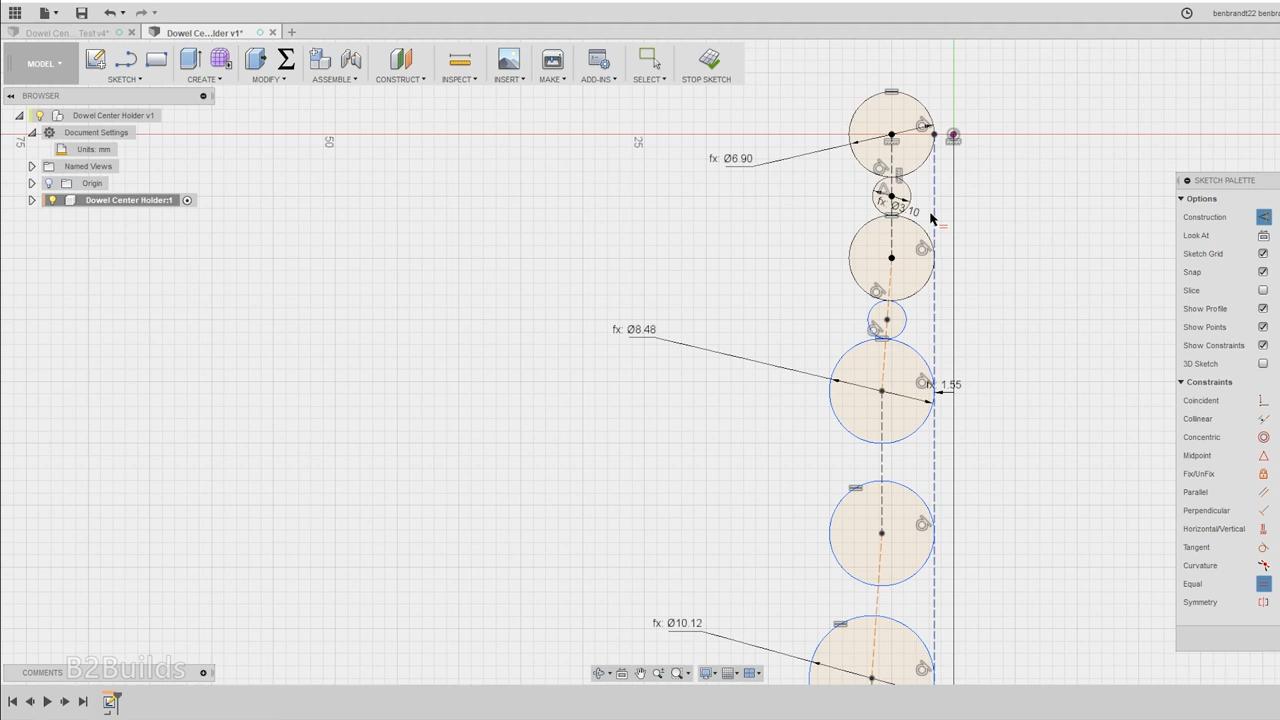 benbrandt22 benbr
Dowel Cen... Test v4*
Dowel Ce...lder v1*
MODEL
SKETCH
CREATE
MODIFY
ASSEMBLE
CONSTRUCT
INSPECT
INSERT
MAKE
ADD-INS
SELECT
STOP SKETCH
BROWSER
Dowel Center Holder v1
Document Settings
Units: mm
Named Views
Origin
Dowel Center Holder:1
75
50
25
fx: Ø6.90
fx: Ø3.10
fx: Ø8.48
fx: 1.55
fx: Ø10.12
SKETCH PALETTE
Options
Construction
Look At
Sketch Grid
Snap
Slice
Show Profile
Show Points
Show Constraints
3D Sketch
Constraints
Coincident
Collinear
Concentric
Midpoint
Fix/UnFix
Parallel
Perpendicular
Horizontal/Vertical
Tangent
Curvature
Equal
Symmetry
COMMENTS
B2Builds